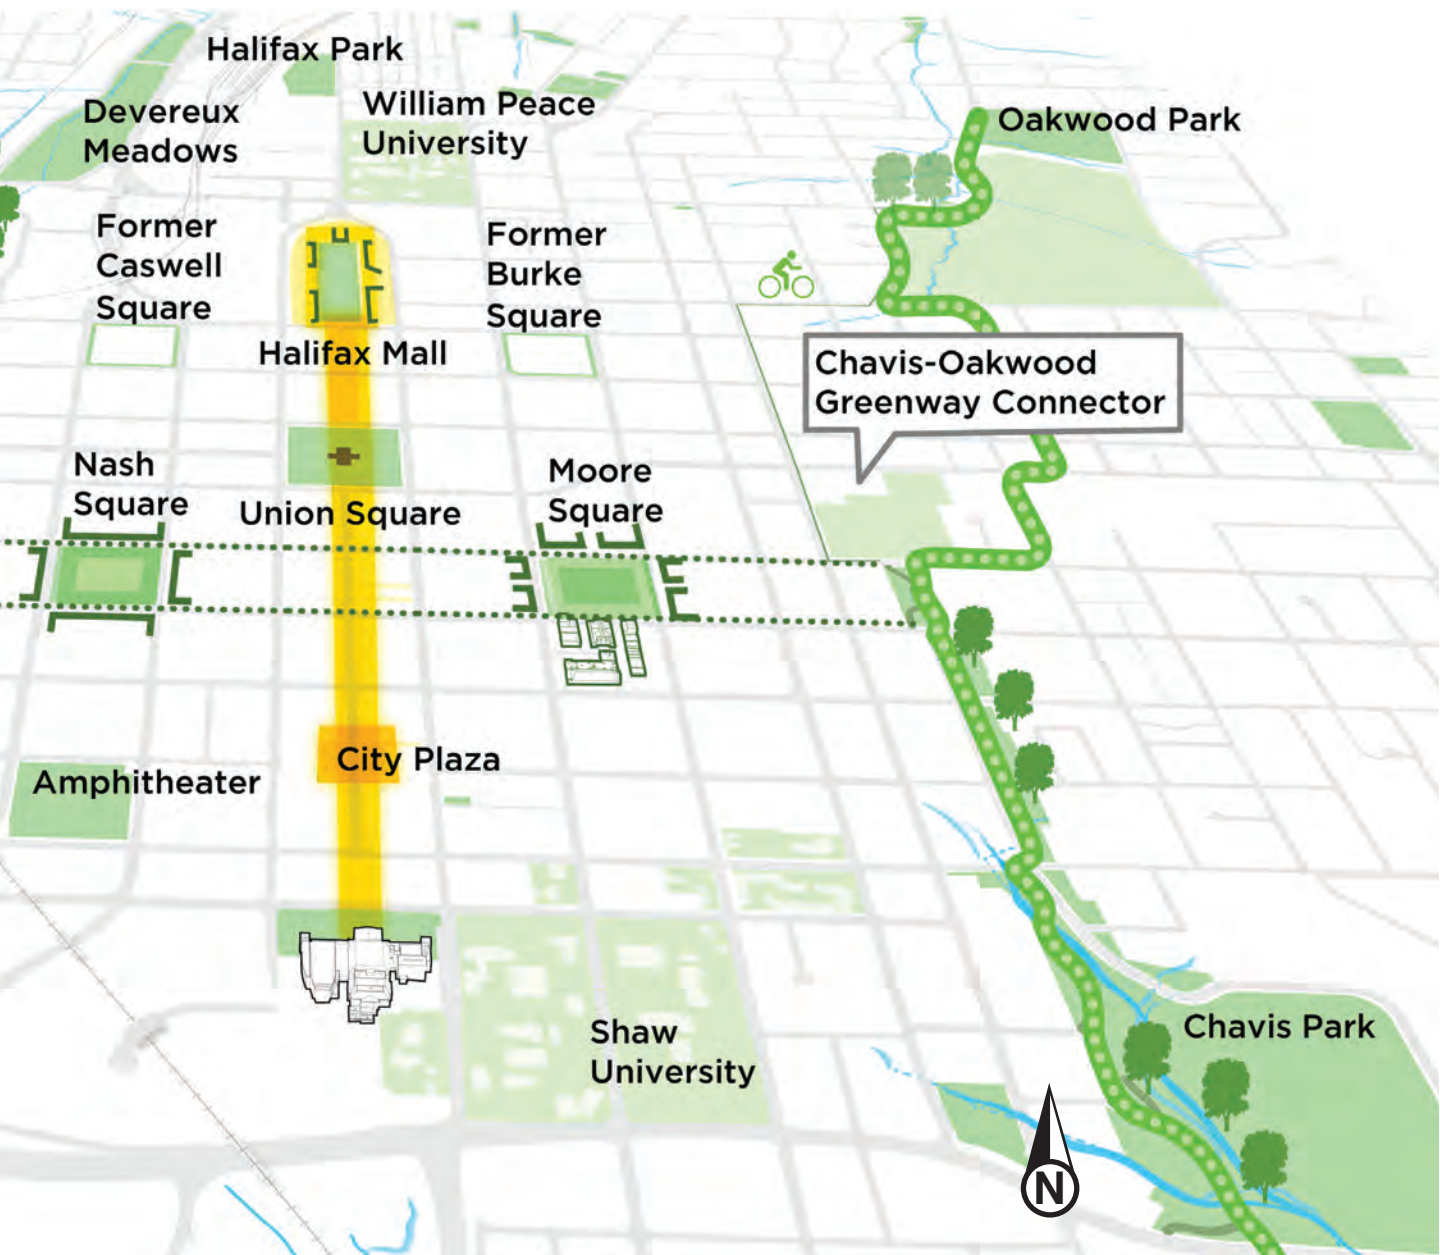 Halifax Park
Devereux
Meadows
William Peace
University
Oakwood Park
Former
Caswell
Square
Former
Burke
Square
Halifax Mall
Chavis-Oakwood
Greenway Connector
Nash
Square
Union Square
Moore
Square
City Plaza
Amphitheater
Shaw
University
Chavis Park
N